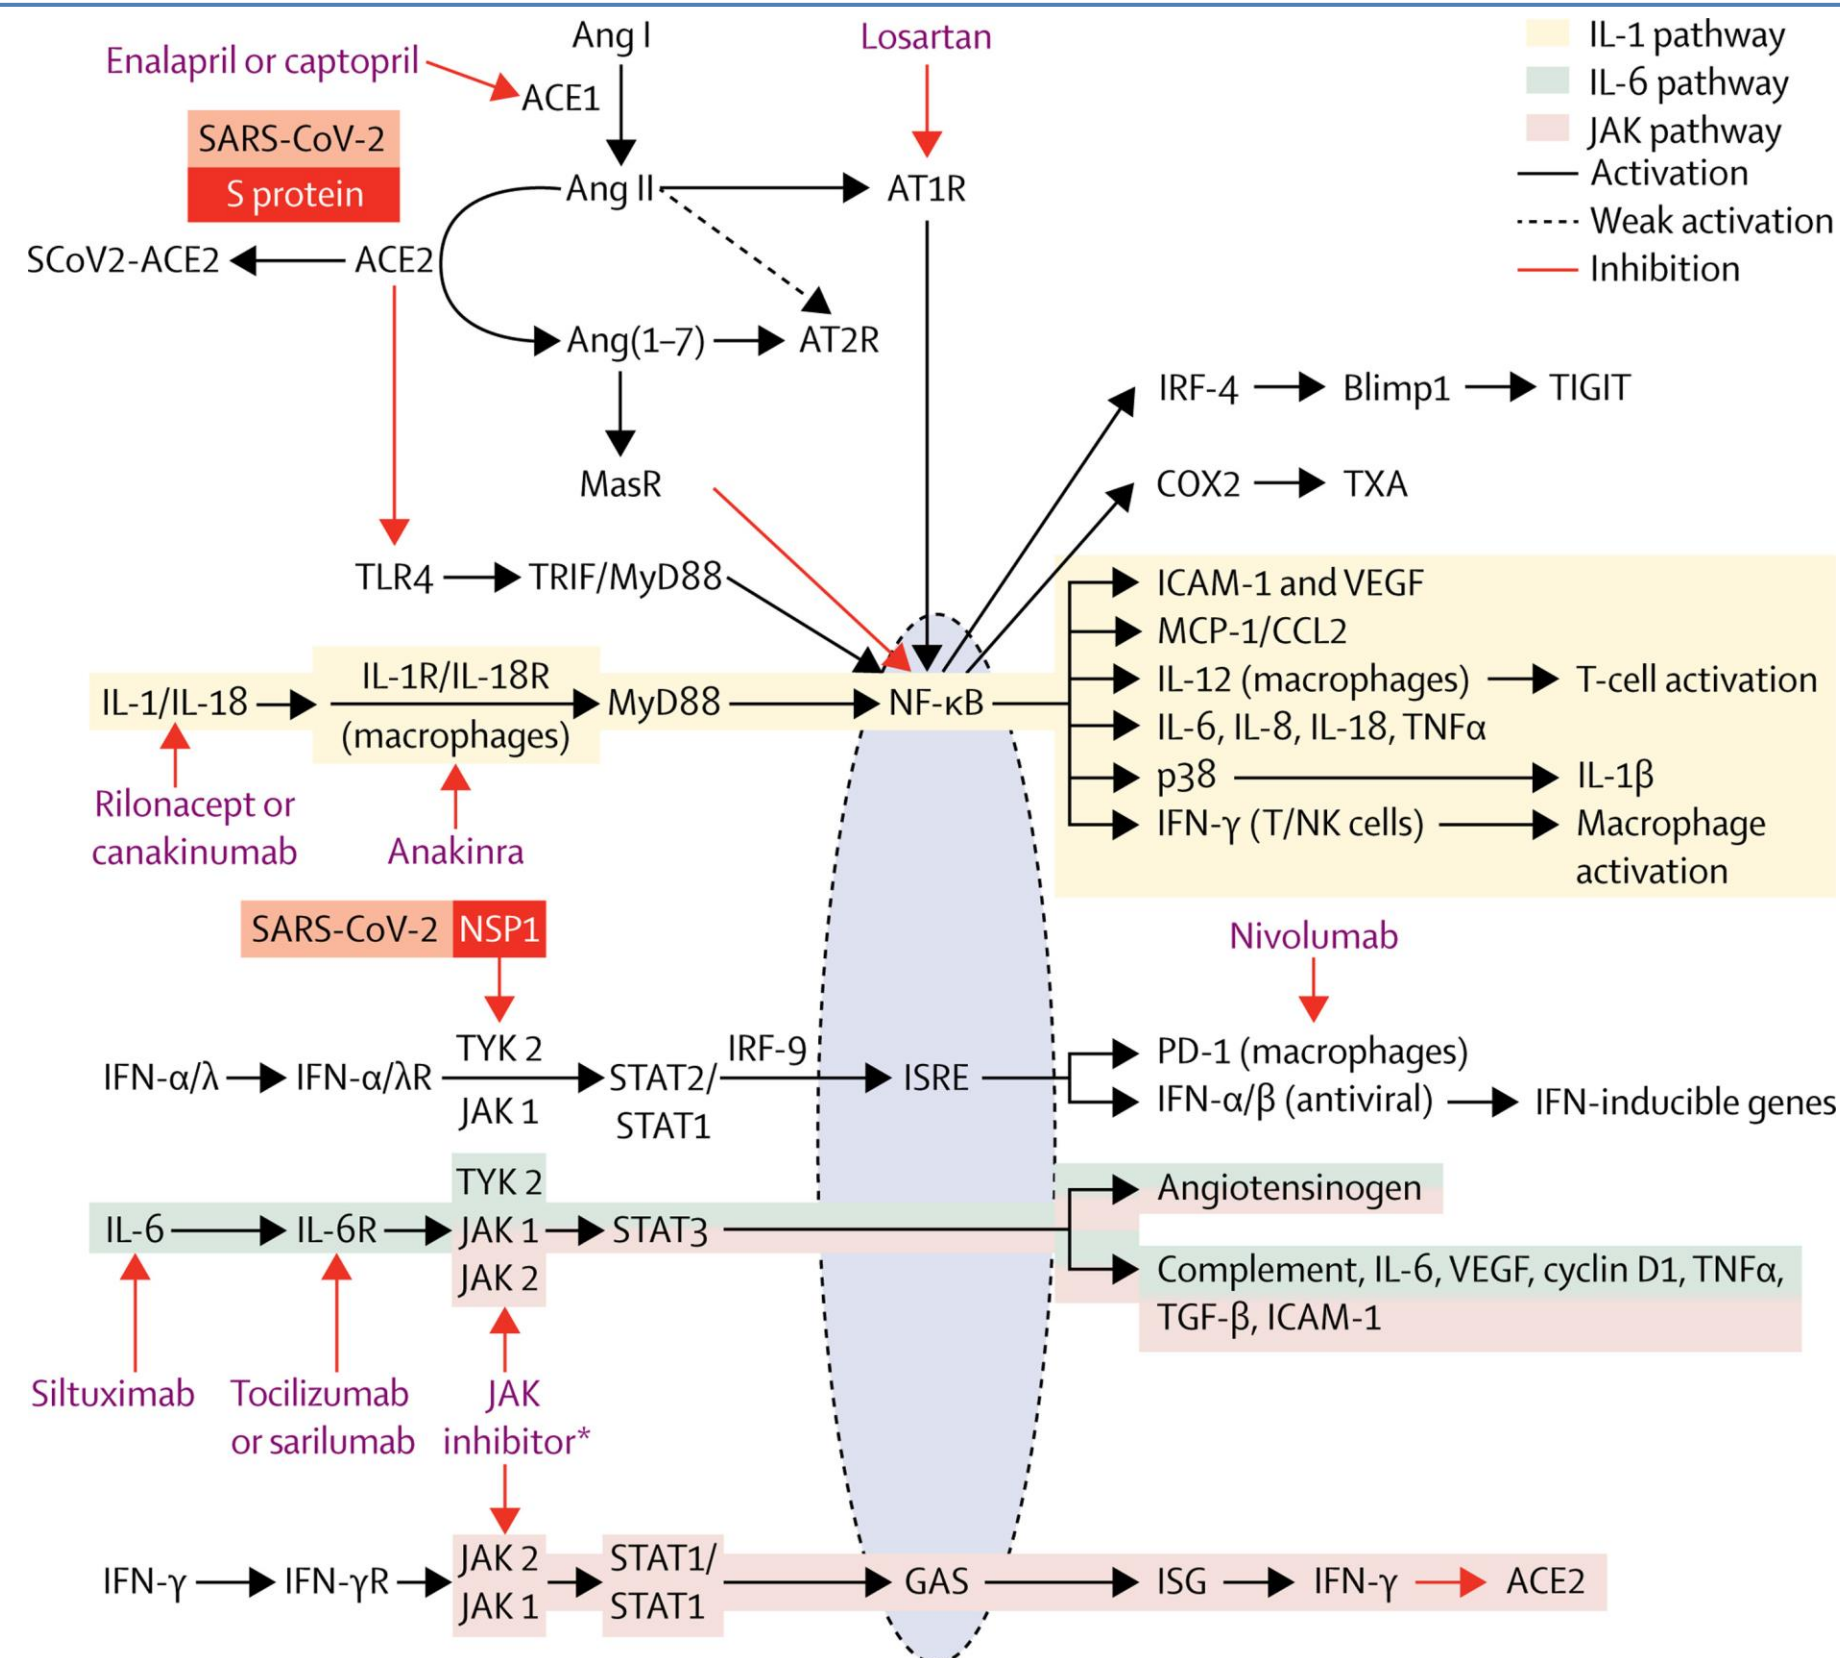 Ang I
Losartan
Enalapril or captopril
ACE1
IL-1 pathway
IL-6 pathway
JAK pathway
Activation
Weak activation
Inhibition
SARS-CoV-2
S protein
Ang II
AT1R
SCoV2-ACE2
ACE2
Ang(1–7)
AT2R
MasR
IRF-4
Blimp1
TIGIT
COX2
TXA
TLR4
TRIF/MyD88
IL-1/IL-18
IL-1R/IL-18R
(macrophages)
MyD88
NF-κB
ICAM-1 and VEGF
MCP-1/CCL2
IL-12 (macrophages)
T-cell activation
IL-6, IL-8, IL-18, TNFα
p38
IL-1β
IFN-γ (T/NK cells)
Macrophage
activation
Rilonacept or
canakinumab
Anakinra
SARS-CoV-2
NSP1
Nivolumab
IFN-α/λ
IFN-α/λR
TYK 2
JAK 1
STAT2/
STAT1
IRF-9
ISRE
PD-1 (macrophages)
IFN-α/β (antiviral)
IFN-inducible genes
IL-6
IL-6R
TYK 2
JAK 1
JAK 2
STAT3
Angiotensinogen
Complement, IL-6, VEGF, cyclin D1, TNFα,
TGF-β, ICAM-1
Siltuximab
Tocilizumab
or sarilumab
JAK
inhibitor*
IFN-γ
IFN-γR
JAK 2
JAK 1
STAT1/
STAT1
GAS
ISG
IFN-γ
ACE2